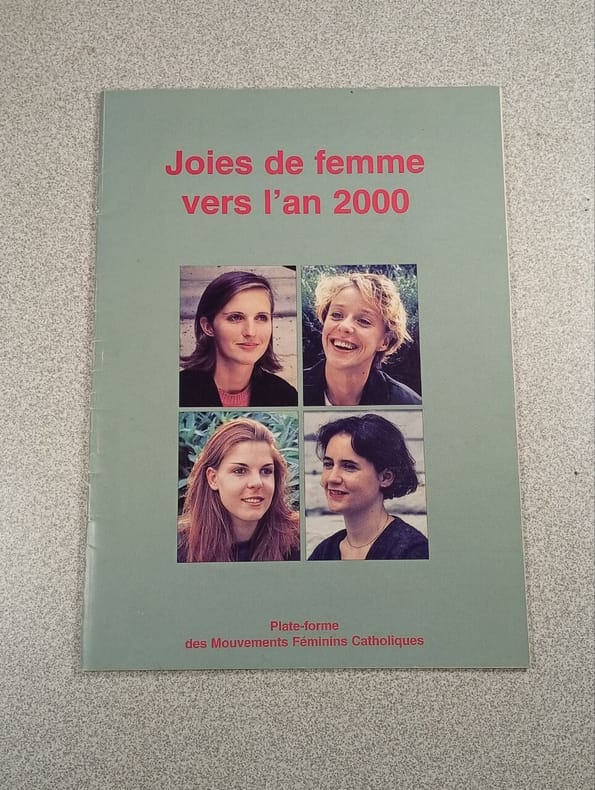 Joies de femme
vers l'an 2000
Plate-forme
des Mouvements Féminins Catholiques